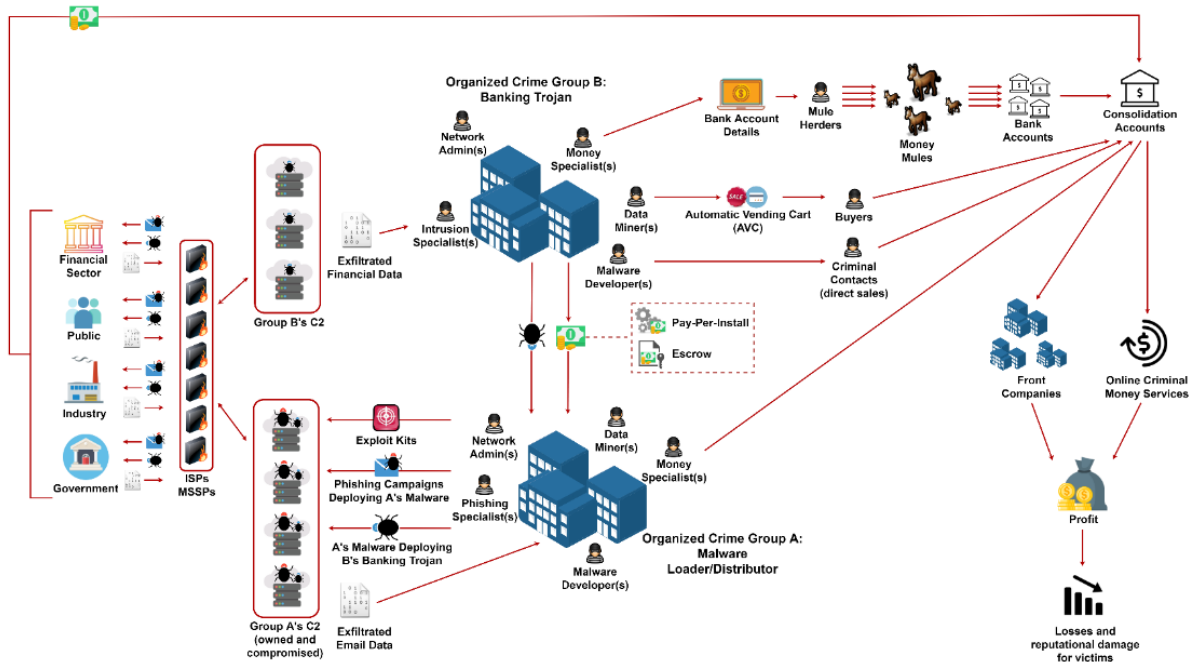 Organized Crime Group B:
Banking Trojan
Network
Admin(s)
Money
Specialist(s)
Intrusion
Specialist(s)
Data
Miner(s)
Malware
Developer(s)
Bank Account
Details
Mule
Herders
Money
Mules
Bank
Accounts
Consolidation
Accounts
SALE
Automatic Vending Cart
(AVC)
Buyers
Criminal
Contacts
(direct sales)
Exfiltrated
Financial Data
Group B's C2
Financial
Sector
Public
Industry
Government
ISPs
MSSPs
Pay-Per-Install
Escrow
Front
Companies
Online Criminal
Money Services
Exploit Kits
Phishing Campaigns
Deploying A's Malware
A's Malware Deploying
B's Banking Trojan
Network
Admin(s)
Data
Miner(s)
Money
Specialist(s)
Phishing
Specialist(s)
Malware
Developer(s)
Organized Crime Group A:
Malware
Loader/Distributor
Group A's C2
(owned and
compromised)
Exfiltrated
Email Data
Profit
Losses and
reputational damage
for victims